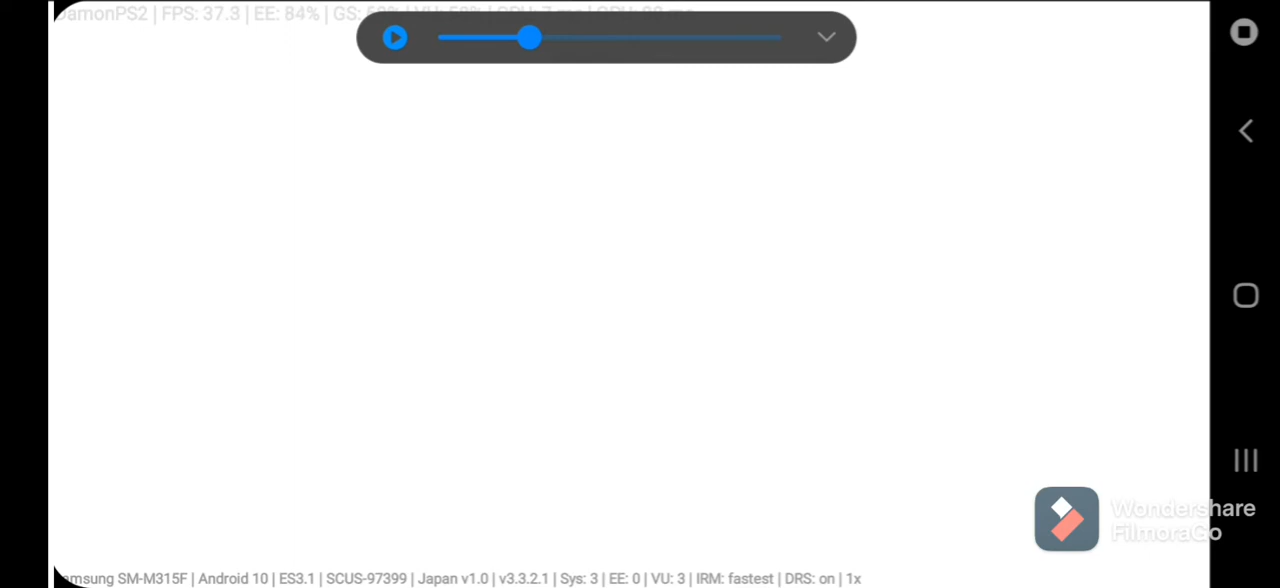 DamonPS2 | FPS: 37.3 | EE: 84% | GS:
Wondershare
FilmoraGo
amsung SM-M315F | Android 10 | ES3.1 | SCUS-97399 | Japan v1.0 | v3.3.2.1 | Sys: 3 | EE: 0 | VU: 3 | IRM: fastest | DRS: on | 1x